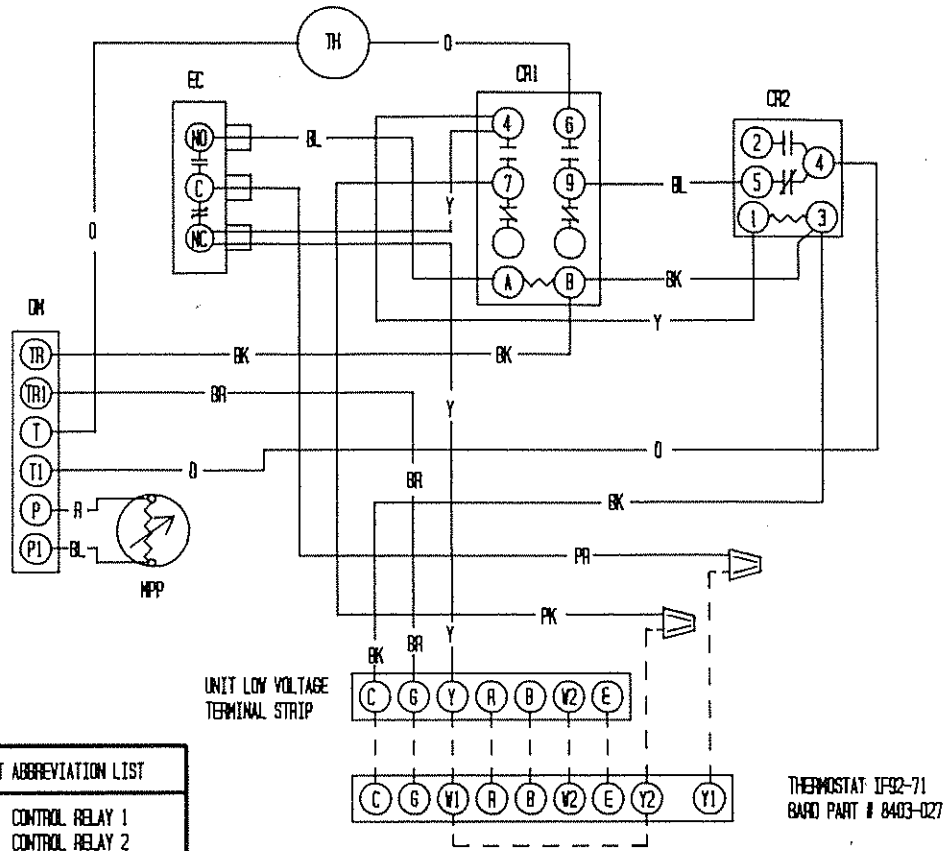 TH
O
EC
CR1
CR2
NO
BL
4
6
2
4
C
7
9
BL
5
Y
NC
1
3
A
B
BK
O
Y
OM
TR
BK
BK
TR1
BR
Y
T
T1
O
O
BR
P
R
BK
P1
BL
PR
MPP
PK
BK
BR
Y
UNIT LOW VOLTAGE
TERMINAL STRIP
C G Y R B W2 E
T ABBREVIATION LIST
CONTROL RELAY 1
CONTROL RELAY 2
C G W1 R B W2 E Y2 Y1
THERMOSTAT 1F92-71
BARD PART # 8403-027